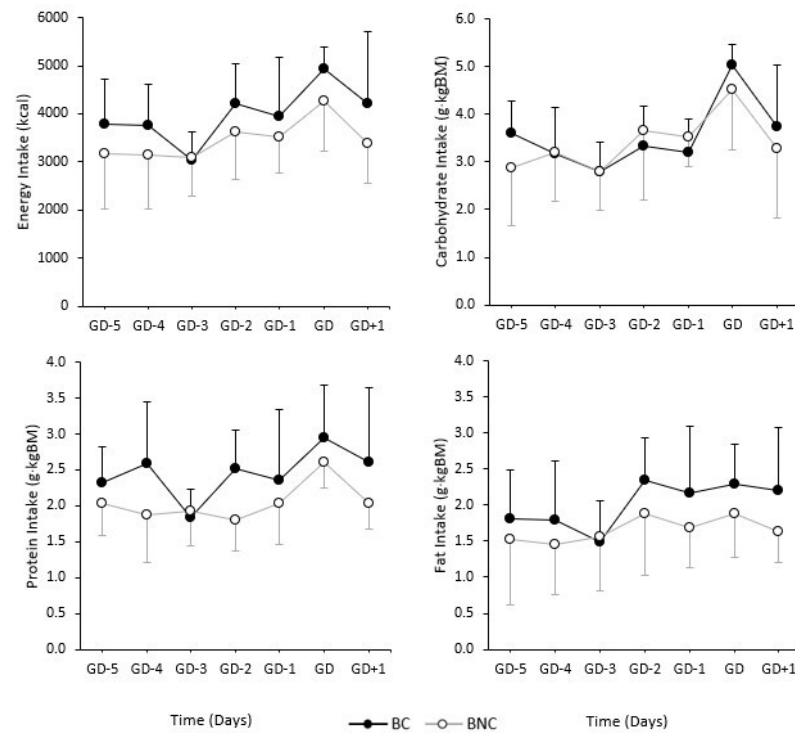 Energy Intake (kcal)
6000
5000
4000
3000
2000
1000
0
GD-5 GD-4 GD-3 GD-2 GD-1 GD GD+1
Carbohydrate Intake (g·kgBM)
6.0
5.0
4.0
3.0
2.0
1.0
0.0
GD-5 GD-4 GD-3 GD-2 GD-1 GD GD+1
Protein Intake (g·kgBM)
4.0
3.5
3.0
2.5
2.0
1.5
1.0
0.5
0.0
GD-5 GD-4 GD-3 GD-2 GD-1 GD GD+1
Fat Intake (g·kgBM)
4.0
3.5
3.0
2.5
2.0
1.5
1.0
0.5
0.0
GD-5 GD-4 GD-3 GD-2 GD-1 GD GD+1
Time (Days)
BC BNC
Time (Days)